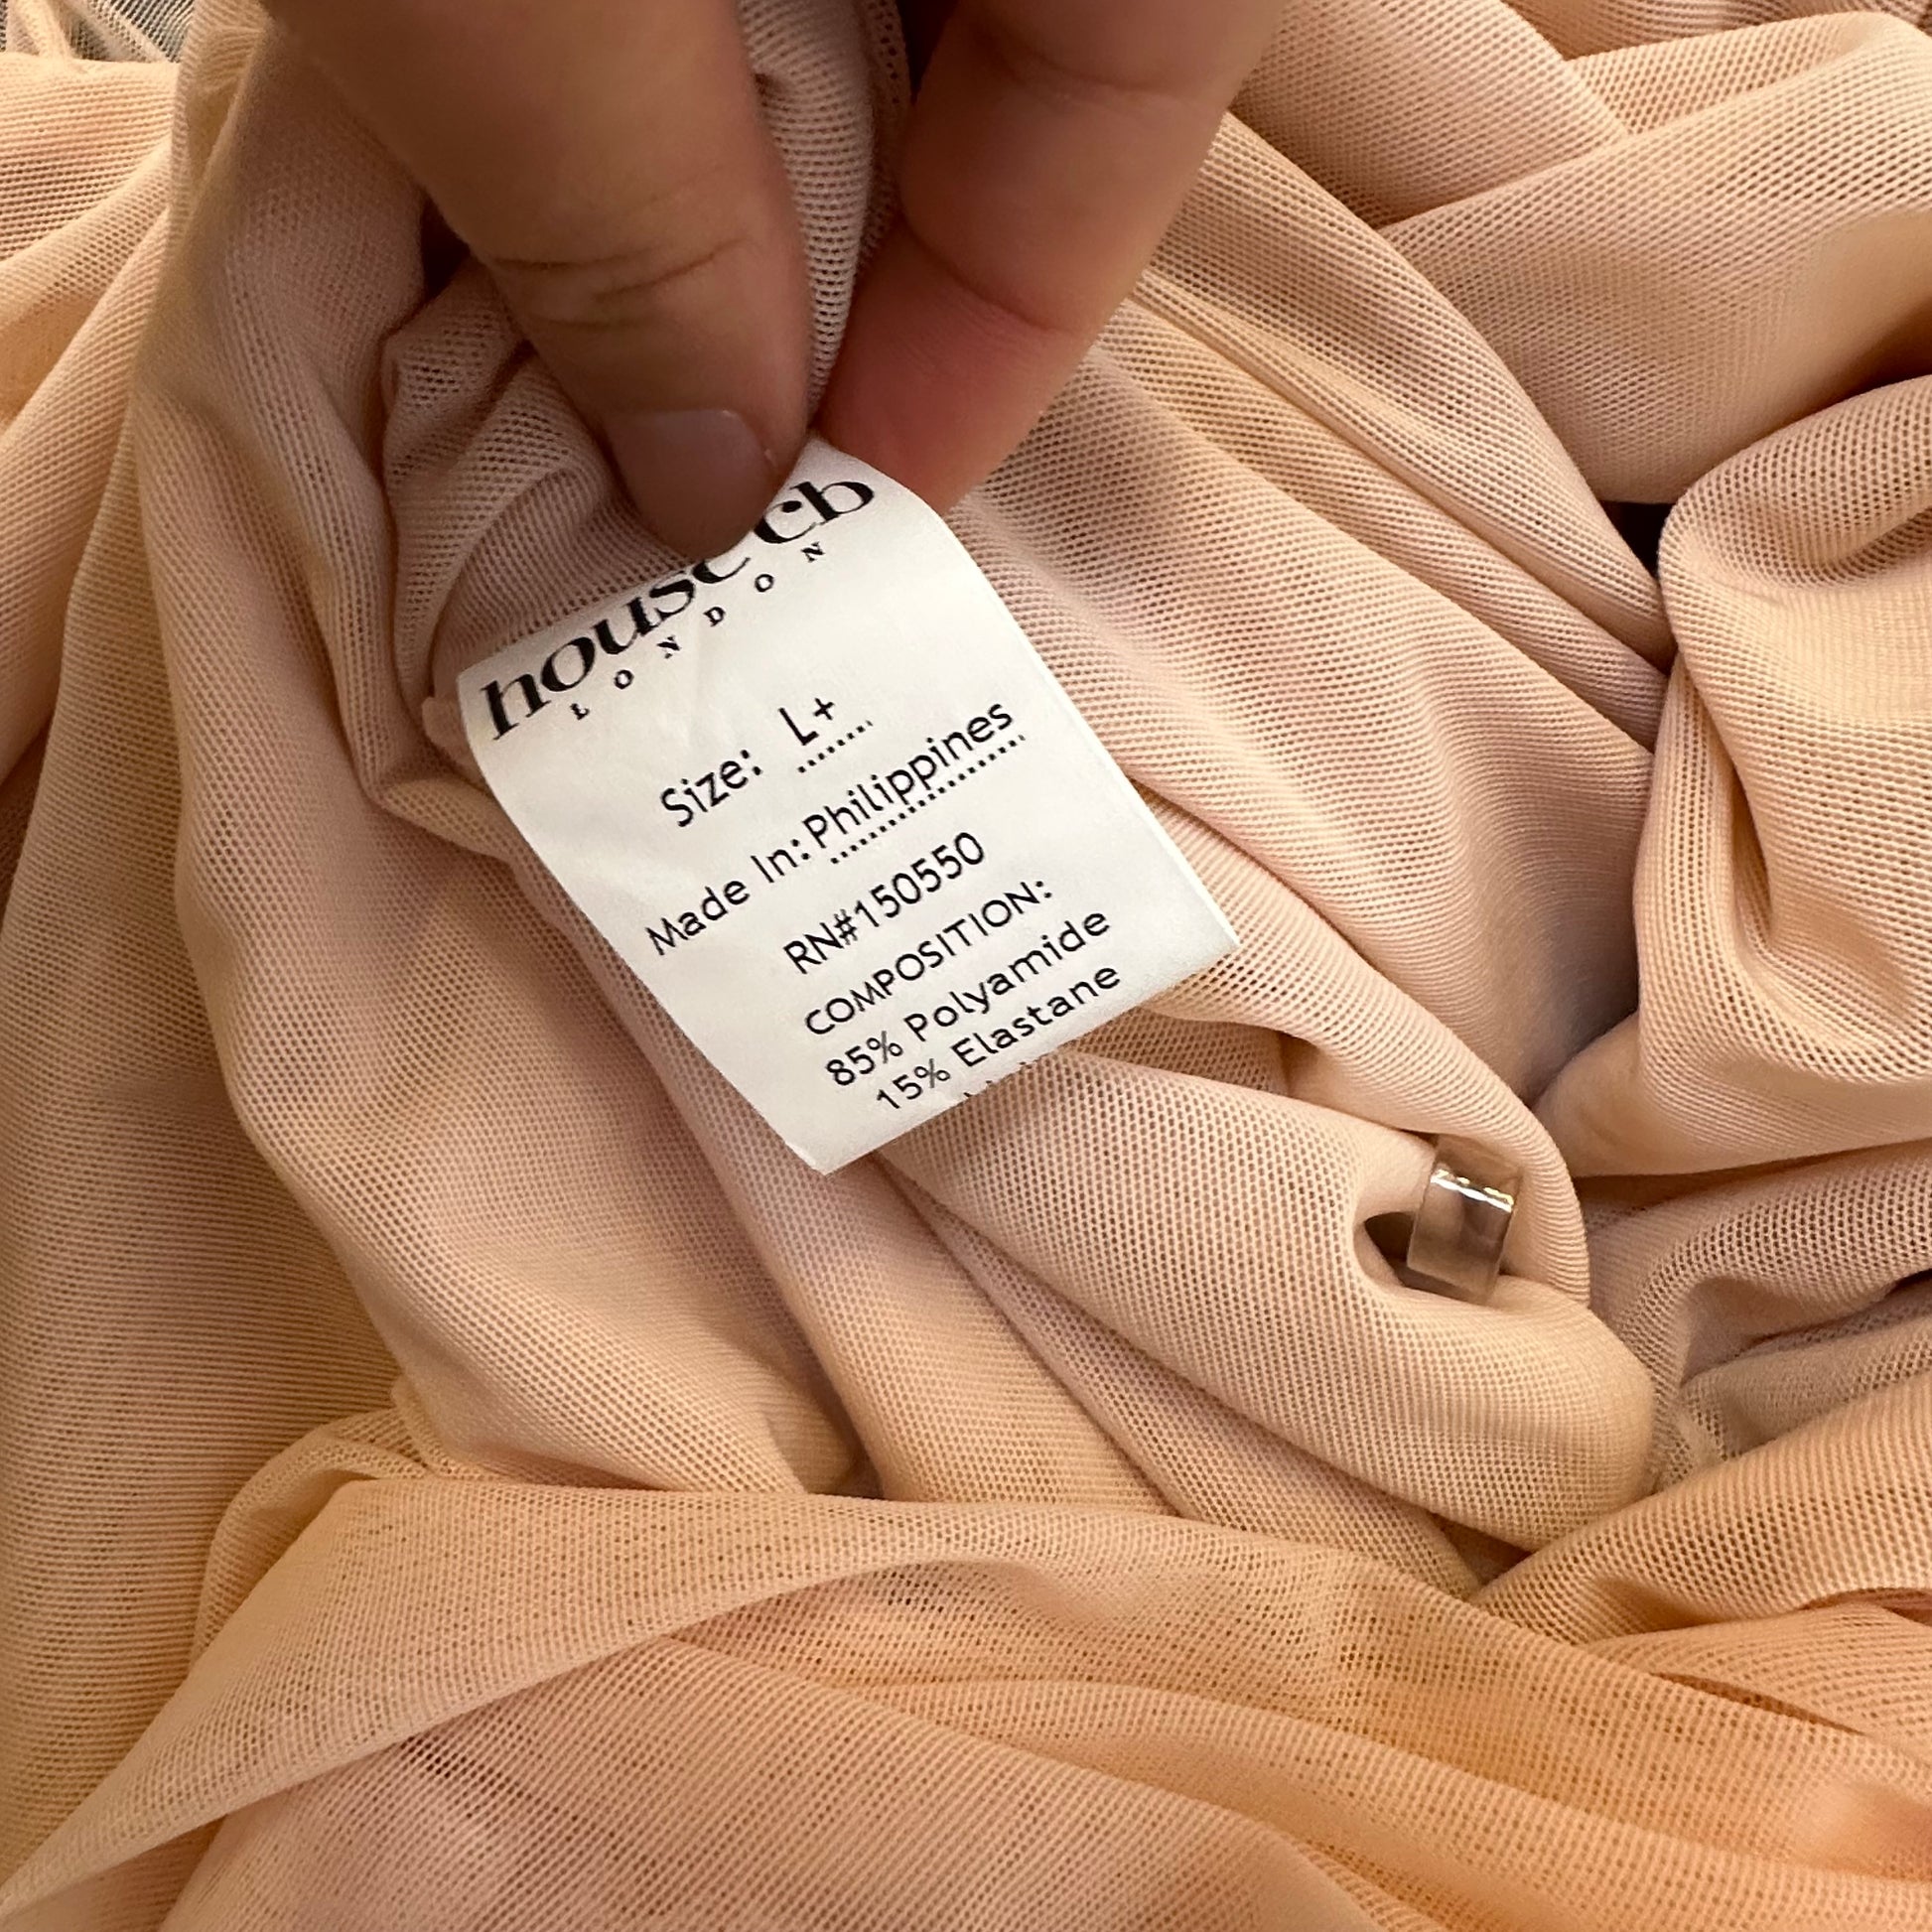 house cb
LONDON
Size: L+
Made In: Philippines
RN#150550
COMPOSITION:
85% Polyamide
15% Elastane